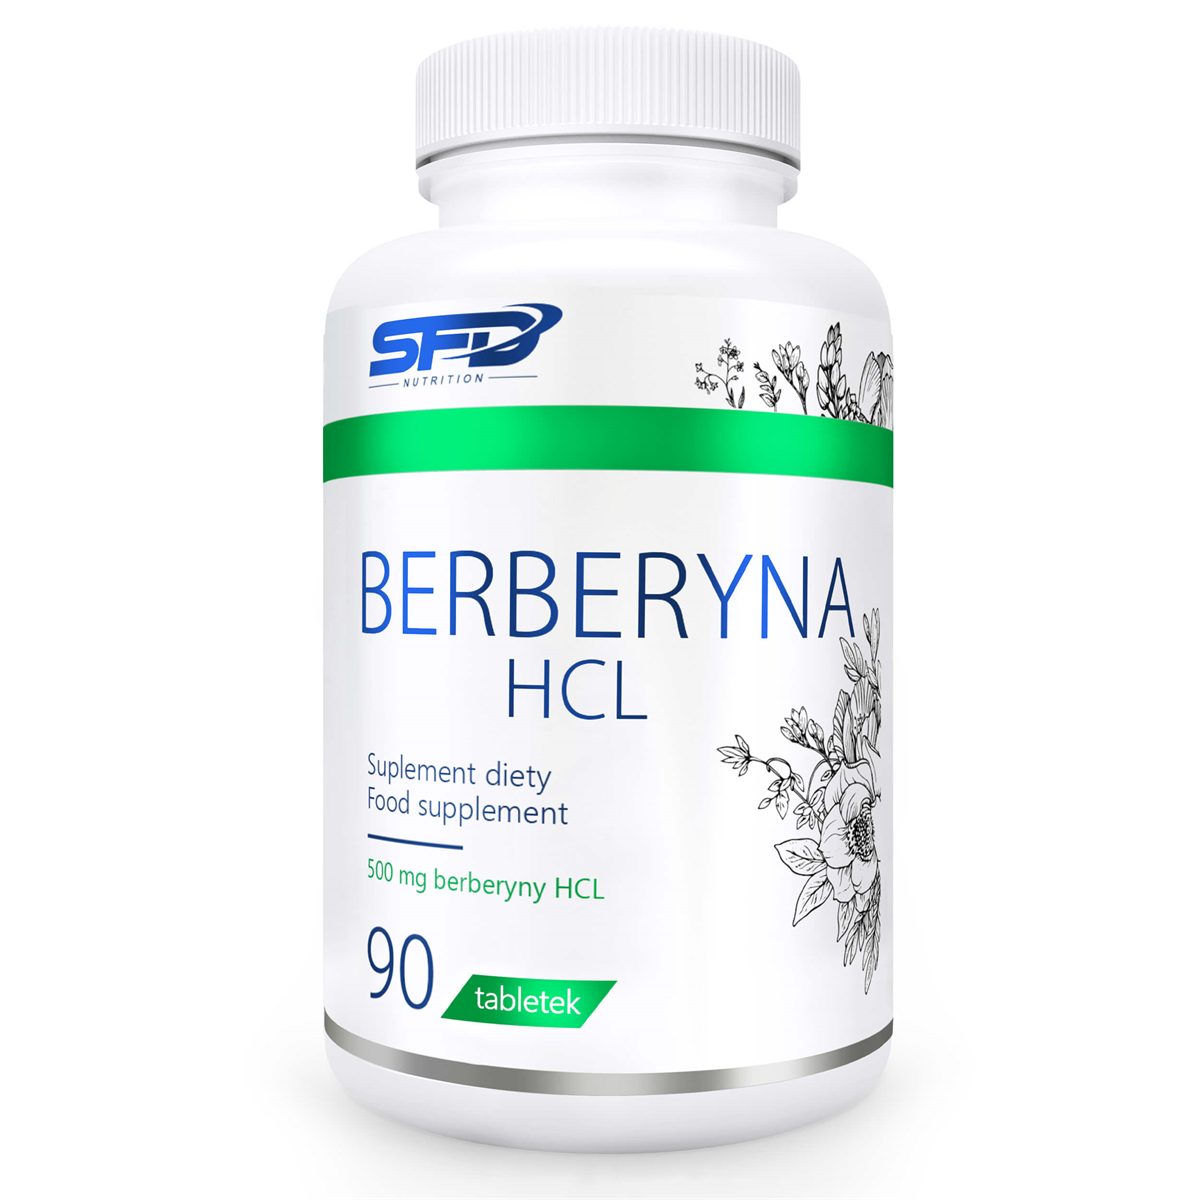 SFD
NUTRITION
BERBERYNA
HCL
Suplement diety
Food supplement
500 mg berberyny HCL
90 tabletek